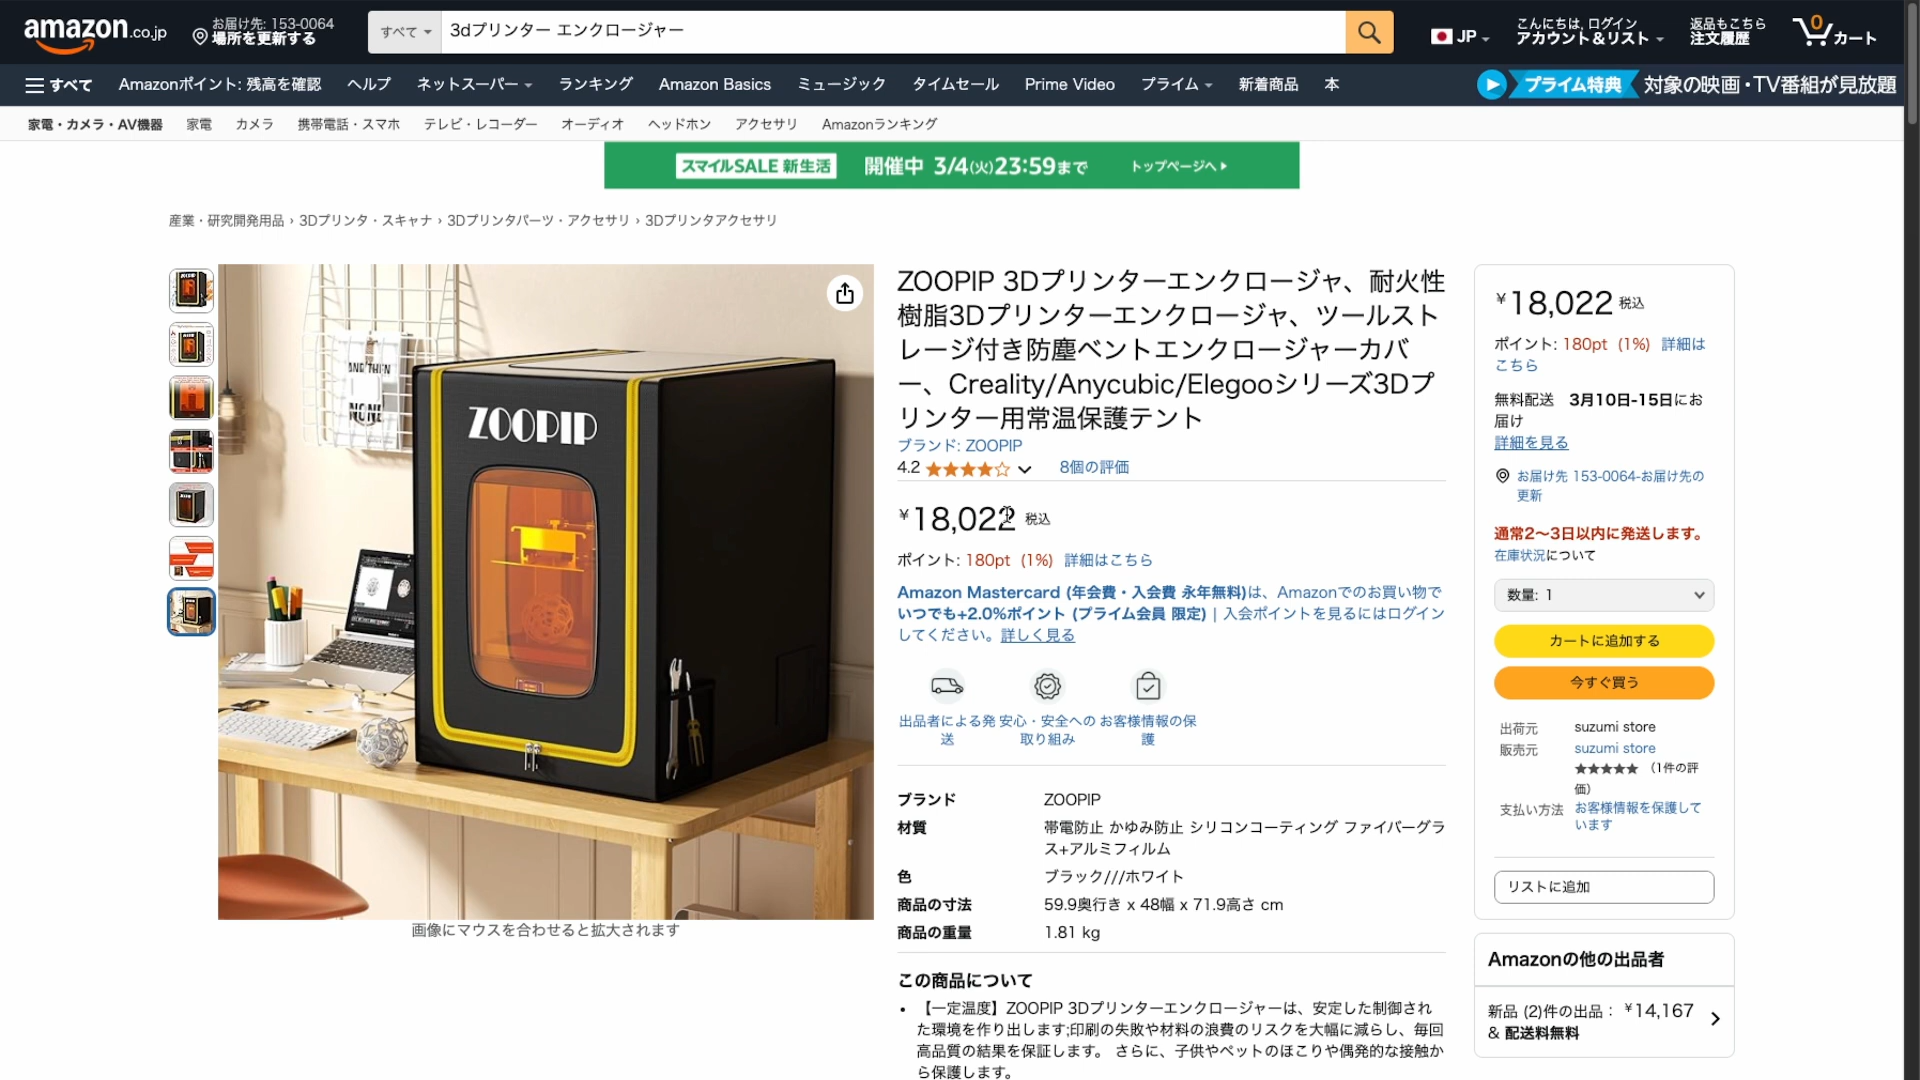 amazon.co.jp
お届け先: 153-0064
場所を更新する
すべて
3dプリンター エンクロージャー
JP
こんにちは, ログイン
アカウント&リスト
返品もこちら
注文履歴
0
カート
すべて
Amazonポイント: 残高を確認
ヘルプ
ネットスーパー
ランキング
Amazon Basics
ミュージック
タイムセール
Prime Video
プライム
新着商品
本
プライム特典
対象の映画・TV番組が見放題
家電・カメラ・AV機器
家電
カメラ
携帯電話・スマホ
テレビ・レコーダー
オーディオ
ヘッドホン
アクセサリ
Amazonランキング
スマイルSALE 新生活
開催中 3/4(火)23:59まで
トップページへ
産業・研究開発用品 › 3Dプリンタ・スキャナ › 3Dプリンタパーツ・アクセサリ › 3Dプリンタアクセサリ
ZOOPIP
画像にマウスを合わせると拡大されます
ZOOPIP 3Dプリンターエンクロージャ、耐火性
樹脂3Dプリンターエンクロージャ、ツールスト
レージ付き防塵ベントエンクロージャーカバ
ー、Creality/Anycubic/Elegooシリーズ3Dプ
リンター用常温保護テント
ブランド: ZOOPIP
4.2
8個の評価
¥18,022 税込
ポイント: 180pt (1%) 詳細はこちら
Amazon Mastercard (年会費・入会費 永年無料)は、Amazonでのお買い物で
いつでも+2.0%ポイント (プライム会員 限定) | 入会ポイントを見るにはログイン
してください。詳しく見る
出品者による発
送
安心・安全への
取り組み
お客様情報の保
護
ブランド ZOOPIP
材質 帯電防止 かゆみ防止 シリコンコーティング ファイバーグラ
ス+アルミフィルム
色 ブラック///ホワイト
商品の寸法 59.9奥行き x 48幅 x 71.9高さ cm
商品の重量 1.81 kg
この商品について
• 【一定温度】ZOOPIP 3Dプリンターエンクロージャーは、安定した制御され
た環境を作り出します;印刷の失敗や材料の浪費のリスクを大幅に減らし、毎回
高品質の結果を保証します。 さらに、子供やペットのほこりや偶発的な接触か
ら保護します。
¥18,022 税込
ポイント: 180pt (1%) 詳細は
こちら
無料配送 3月10日-15日にお
届け
詳細を見る
お届け先 153-0064-お届け先の
更新
通常2～3日以内に発送します。
在庫状況について
数量: 1
カートに追加する
今すぐ買う
出荷元 suzumi store
販売元 suzumi store
(1件の評
価)
支払い方法 お客様情報を保護して
います
リストに追加
Amazonの他の出品者
新品 (2)件の出品： ¥14,167
& 配送料無料